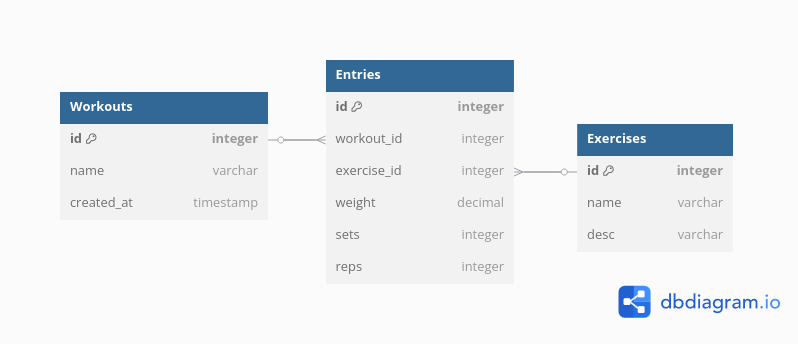 Workouts
id integer
name varchar
created_at timestamp
Entries
id integer
workout_id integer
exercise_id integer
weight decimal
sets integer
reps integer
Exercises
id integer
name varchar
desc varchar
dbdiagram.io